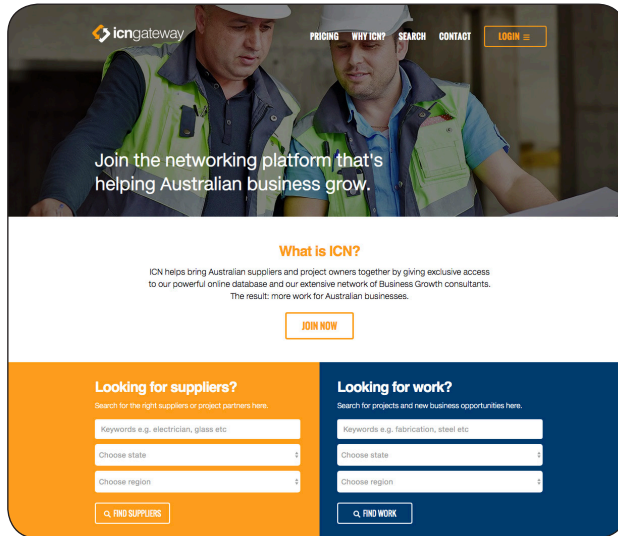 icngateway
PRICING WHY ICN? SEARCH CONTACT LOGIN
Join the networking platform that's
helping Australian business grow.
What is ICN?
ICN helps bring Australian suppliers and project owners together by giving exclusive access
to our powerful online database and our extensive network of Business Growth consultants.
The result: more work for Australian businesses.
JOIN NOW
Looking for suppliers?
Search for the right suppliers or project partners here.
Keywords e.g. electrician, glass etc
Choose state
Choose region
FIND SUPPLIERS
Looking for work?
Search for projects and new business opportunities here.
Keywords e.g. fabrication, steel etc
Choose state
Choose region
FIND WORK